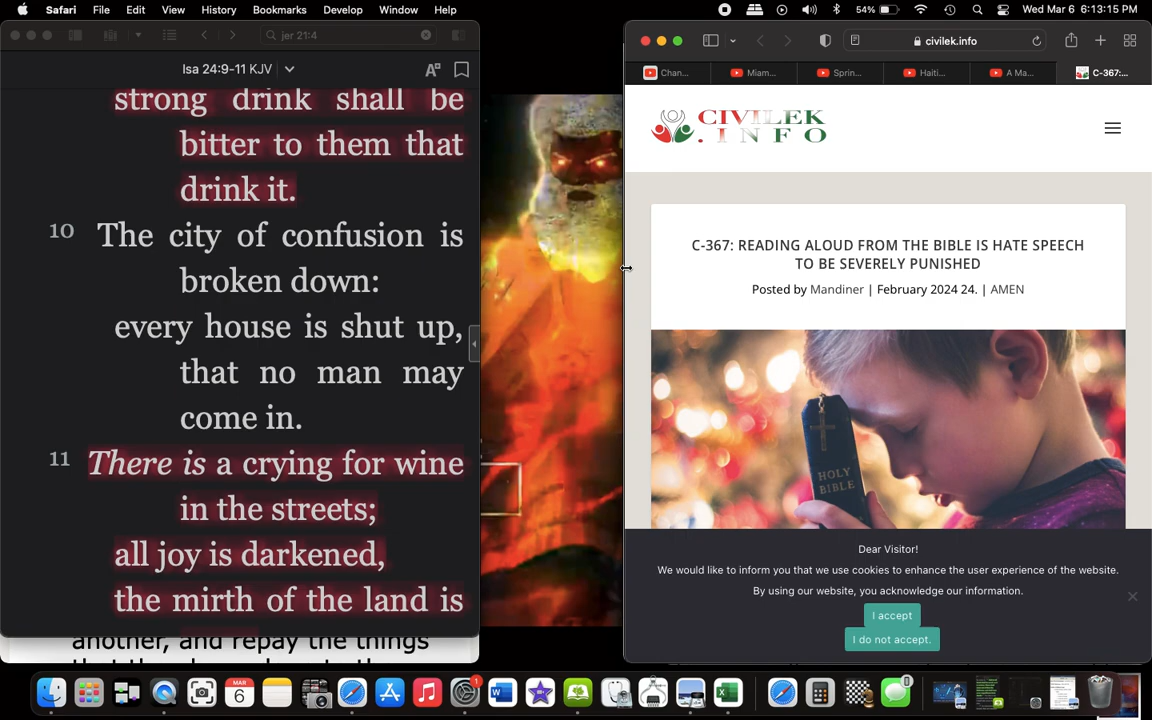 Safari File Edit View History Bookmarks Develop Window Help
54% Wed Mar 6 6:13:15 PM
jer 21:4
Isa 24:9-11 KJV
strong drink shall be
bitter to them that
drink it.
10 The city of confusion is
broken down:
every house is shut up,
that no man may
come in.
11 There is a crying for wine
in the streets;
all joy is darkened,
the mirth of the land is
another, and repay the things
civilek.info
Chan... Miam... Sprin... Haiti... A Ma... C-367:...
CIVILEK
.INFO
C-367: READING ALOUD FROM THE BIBLE IS HATE SPEECH
TO BE SEVERELY PUNISHED
Posted by Mandiner | February 2024 24. | AMEN
HOLY
BIBLE
Dear Visitor!
We would like to inform you that we use cookies to enhance the user experience of the website.
By using our website, you acknowledge our information.
I accept
I do not accept.
MAR
6
1